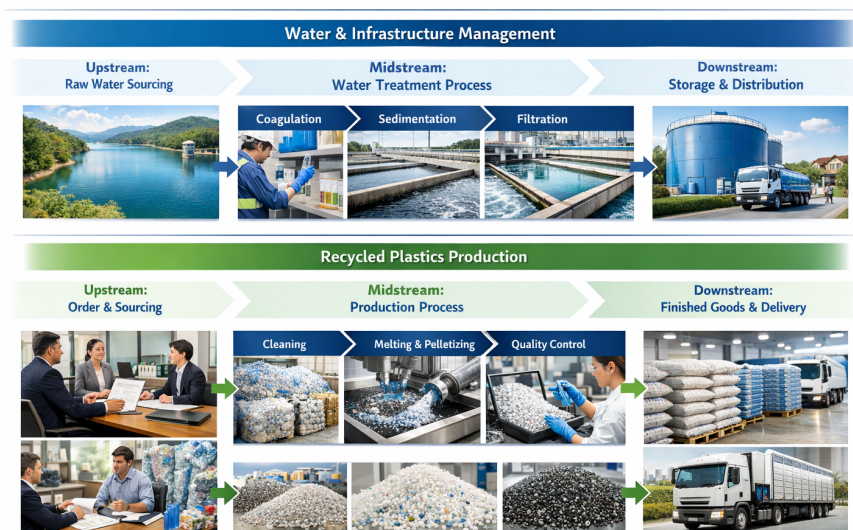 Water & Infrastructure Management
Upstream:
Raw Water Sourcing
Midstream:
Water Treatment Process
Downstream:
Storage & Distribution
Coagulation
Sedimentation
Filtration
Recycled Plastics Production
Upstream:
Order & Sourcing
Midstream:
Production Process
Downstream:
Finished Goods & Delivery
Cleaning
Melting & Pelletizing
Quality Control